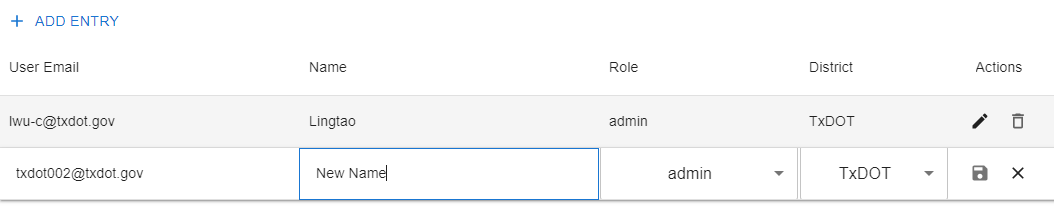 + ADD ENTRY
User Email Name Role District Actions
lwu-c@txdot.gov Lingtao admin TxDOT
txdot002@txdot.gov New Name admin TxDOT